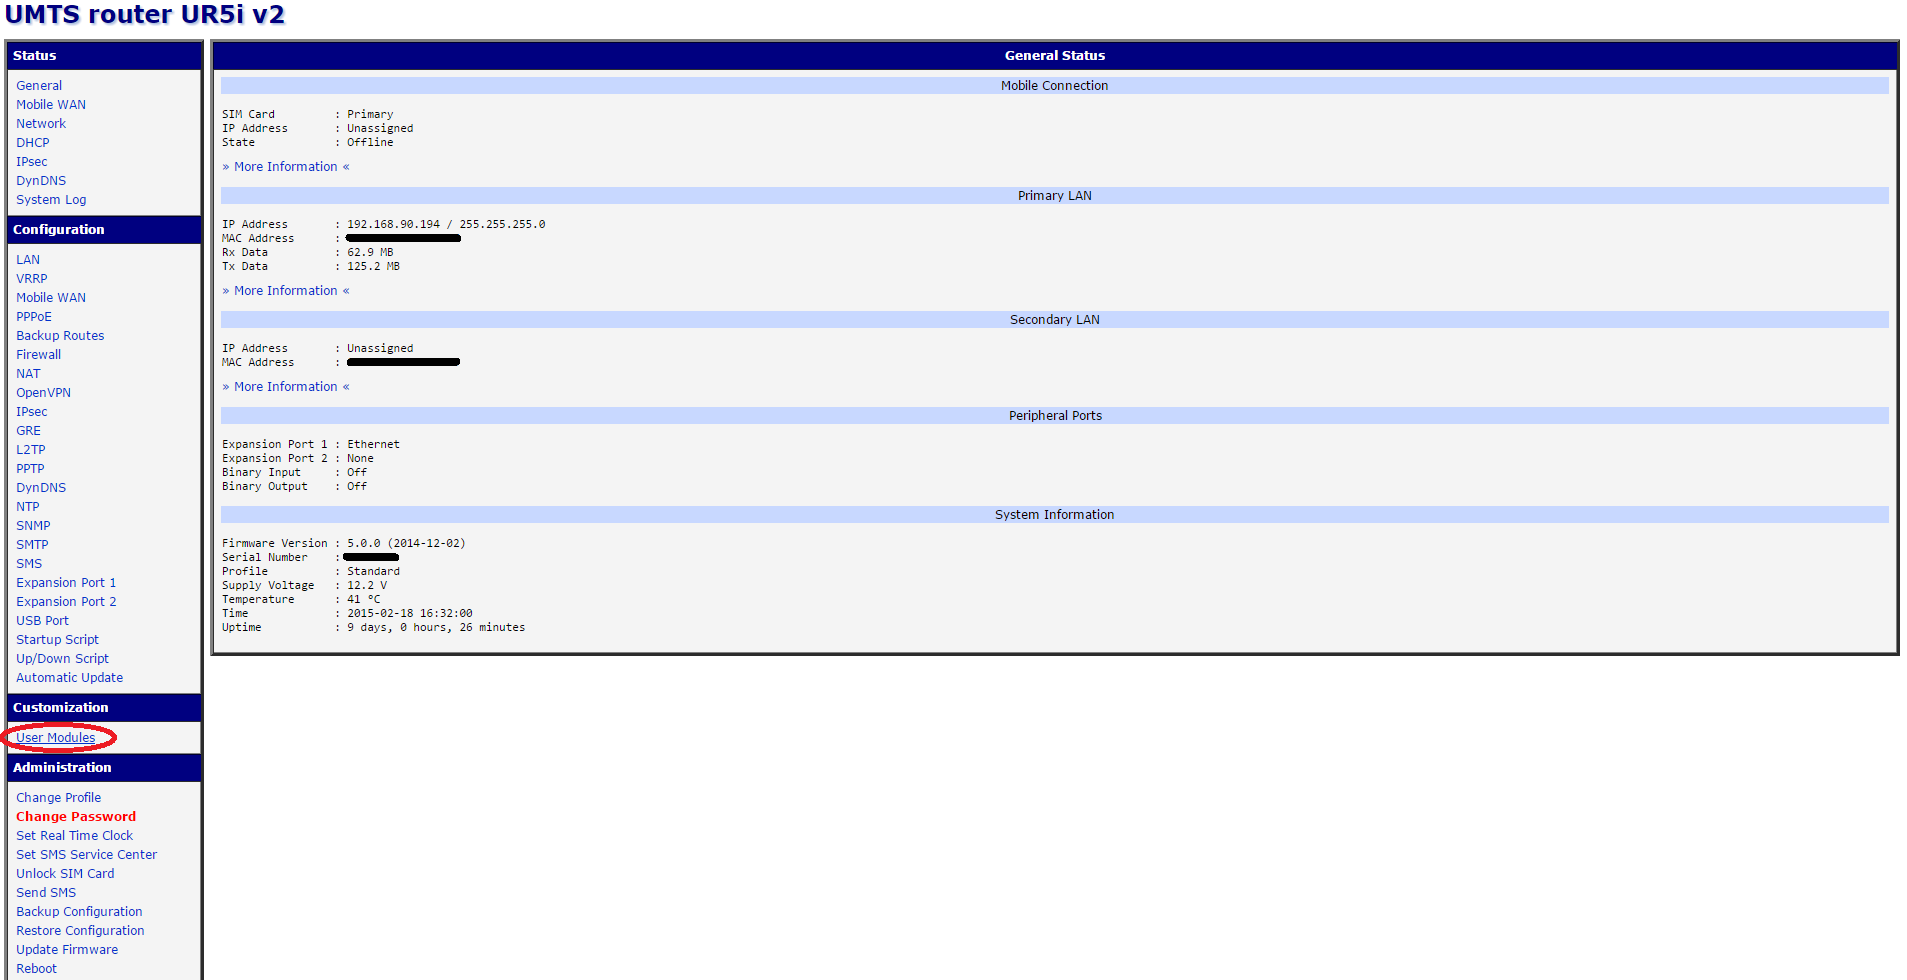 UMTS router UR5i v2
Status
General
Mobile WAN
Network
DHCP
IPsec
DynDNS
System Log
Configuration
LAN
VRRP
Mobile WAN
PPPoE
Backup Routes
Firewall
NAT
OpenVPN
IPsec
GRE
L2TP
PPTP
DynDNS
NTP
SNMP
SMTP
SMS
Expansion Port 1
Expansion Port 2
USB Port
Startup Script
Up/Down Script
Automatic Update
Customization
User Modules
Administration
Change Profile
Change Password
Set Real Time Clock
Set SMS Service Center
Unlock SIM Card
Send SMS
Backup Configuration
Restore Configuration
Update Firmware
Reboot
General Status
Mobile Connection
SIM Card : Primary
IP Address : Unassigned
State : Offline
» More Information «
Primary LAN
IP Address : 192.168.90.194 / 255.255.255.0
MAC Address :
Rx Data : 62.9 MB
Tx Data : 125.2 MB
» More Information «
Secondary LAN
IP Address : Unassigned
MAC Address :
» More Information «
Peripheral Ports
Expansion Port 1 : Ethernet
Expansion Port 2 : None
Binary Input : Off
Binary Output : Off
System Information
Firmware Version : 5.0.0 (2014-12-02)
Serial Number :
Profile : Standard
Supply Voltage : 12.2 V
Temperature : 41 °C
Time : 2015-02-18 16:32:00
Uptime : 9 days, 0 hours, 26 minutes